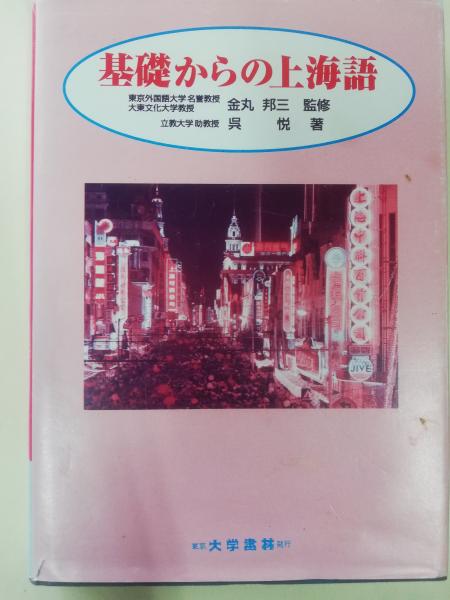 基礎からの上海語
東京外国語大学名誉教授
大東文化大学教授
金丸 邦三 監修
立教大学助教授 呉 悦 著
JIVE
東京 大学書林 発行